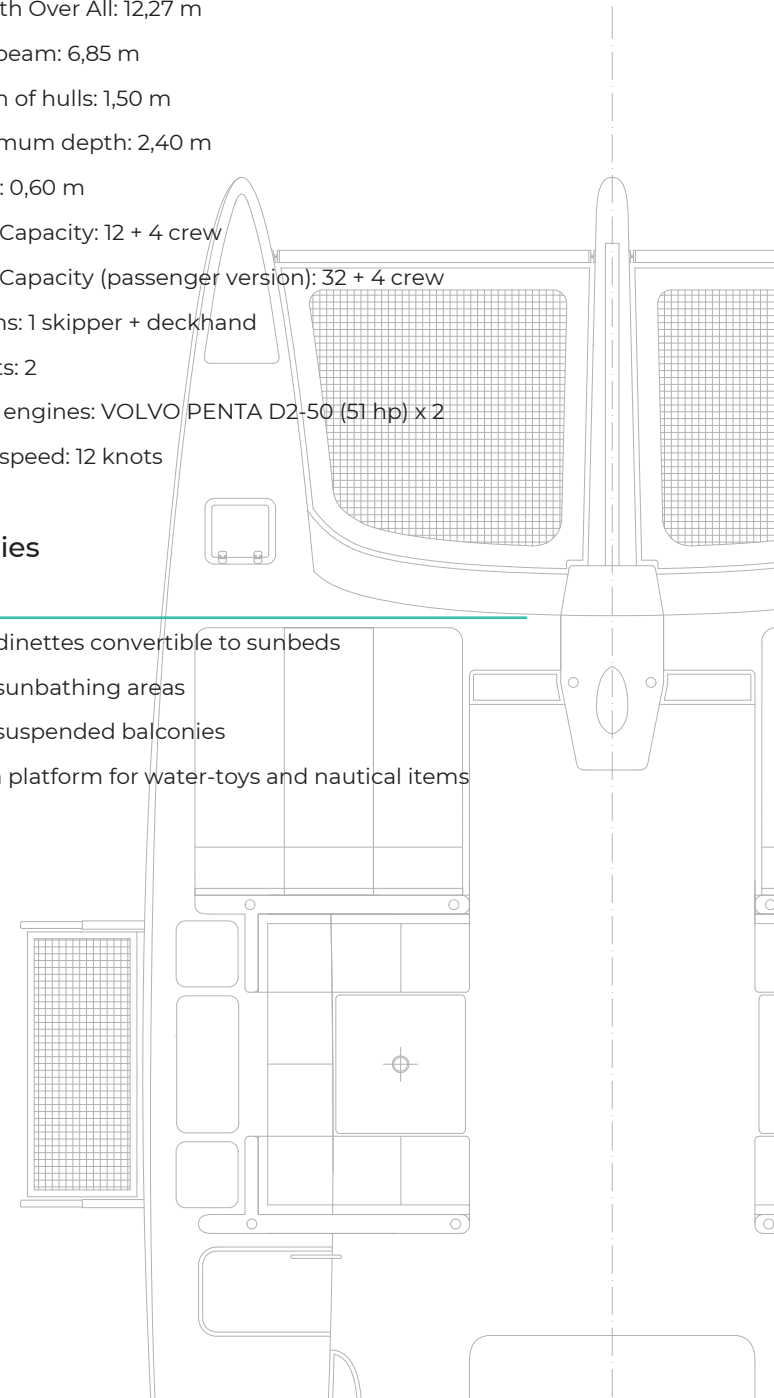 th Over All: 12,27 m
beam: 6,85 m
n of hulls: 1,50 m
mum depth: 2,40 m
: 0,60 m
Capacity: 12 + 4 crew
Capacity (passenger version): 32 + 4 crew
ns: 1 skipper + deckhand
ts: 2
engines: VOLVO PENTA D2-50 (51 hp) x 2
speed: 12 knots
ies
dinettes convertible to sunbeds
sunbathing areas
suspended balconies
platform for water-toys and nautical items